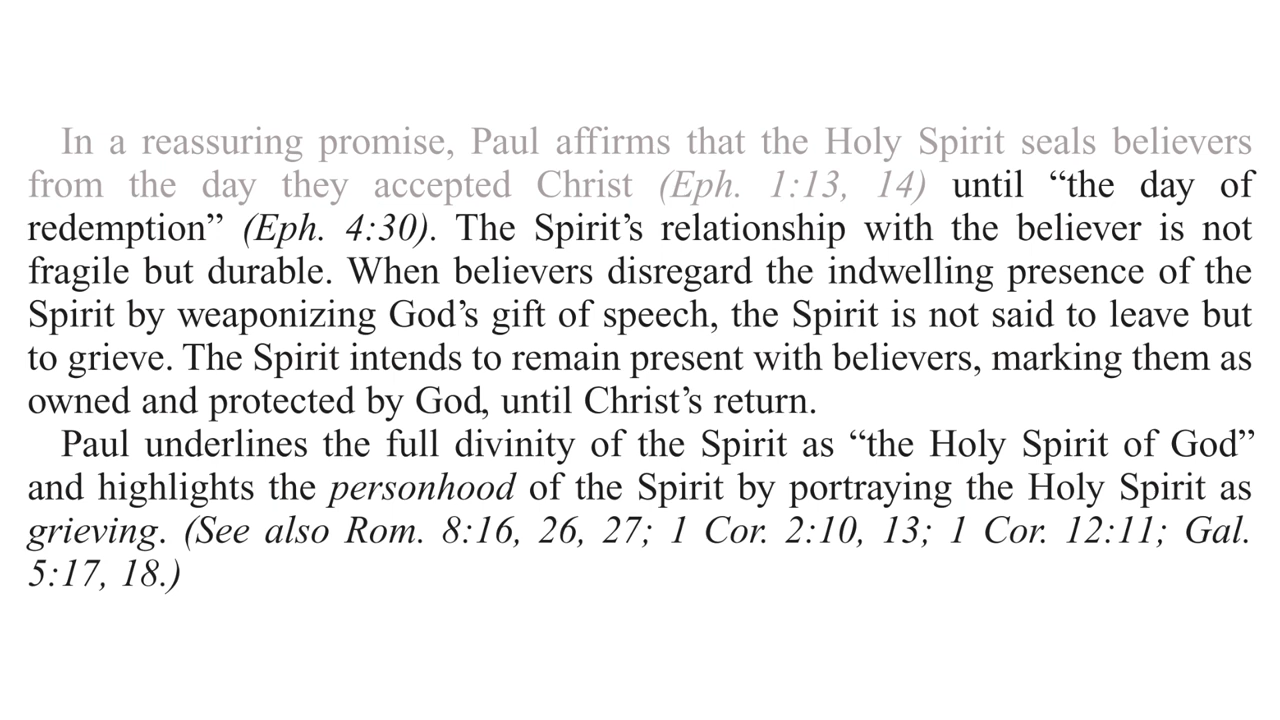 In a reassuring promise, Paul affirms that the Holy Spirit seals believers
from the day they accepted Christ (Eph. 1:13, 14) until “the day of
redemption” (Eph. 4:30). The Spirit’s relationship with the believer is not
fragile but durable. When believers disregard the indwelling presence of the
Spirit by weaponizing God’s gift of speech, the Spirit is not said to leave but
to grieve. The Spirit intends to remain present with believers, marking them as
owned and protected by God, until Christ’s return.
Paul underlines the full divinity of the Spirit as “the Holy Spirit of God”
and highlights the personhood of the Spirit by portraying the Holy Spirit as
grieving. (See also Rom. 8:16, 26, 27; 1 Cor. 2:10, 13; 1 Cor. 12:11; Gal.
5:17, 18.)